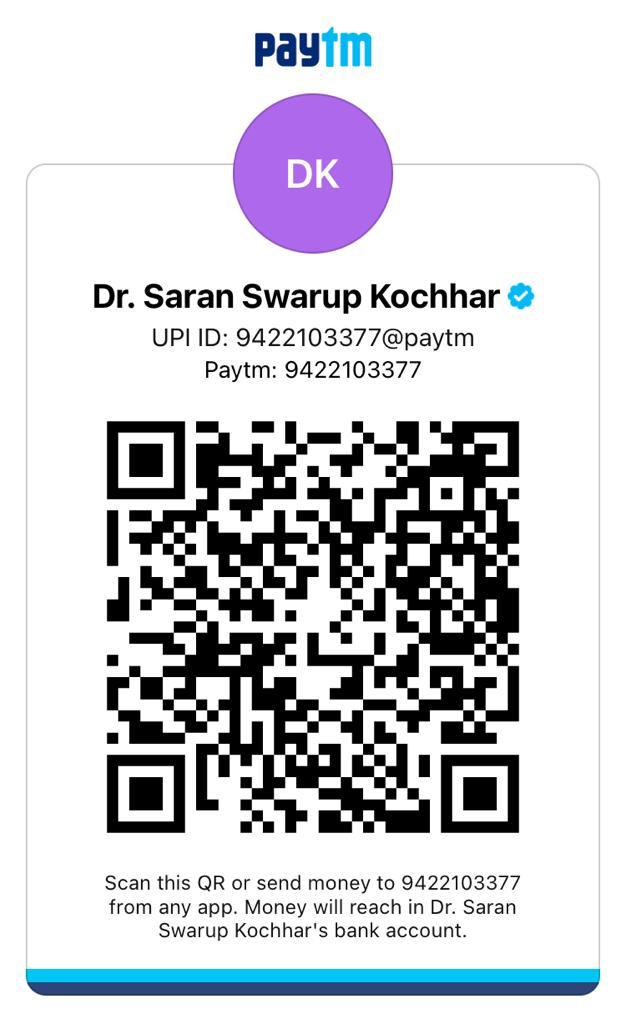 paytm
DK
Dr. Saran Swarup Kochhar
UPI ID: 9422103377@paytm
Paytm: 9422103377
Scan this QR or send money to 9422103377
from any app. Money will reach in Dr. Saran
Swarup Kochhar's bank account.